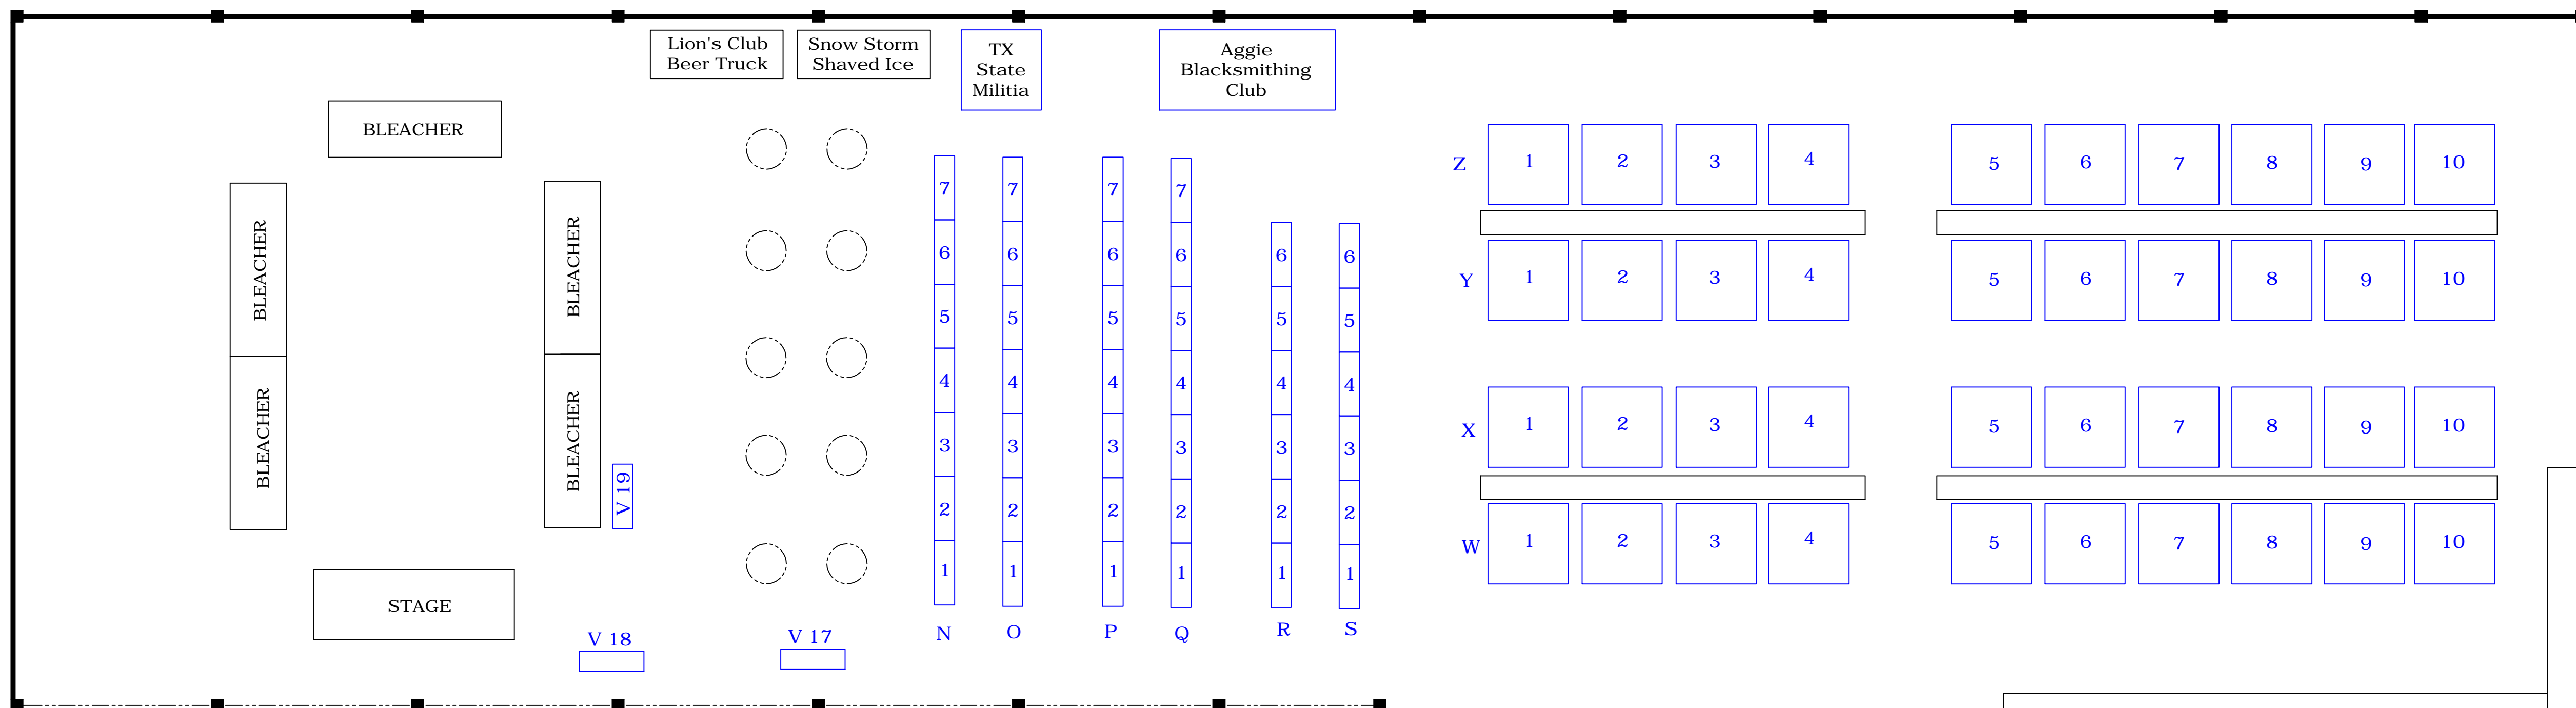 Lion's Club
Beer Truck
Snow Storm
Shaved Ice
TX
State
Militia
Aggie
Blacksmithing
Club
BLEACHER
BLEACHER
BLEACHER
BLEACHER
BLEACHER
STAGE
V 19
V 18
V 17
7
6
5
4
3
2
1
N
7
6
5
4
3
2
1
O
7
6
5
4
3
2
1
P
7
6
5
4
3
2
1
Q
6
5
4
3
2
1
R
6
5
4
3
2
1
S
Z 1 2 3 4 5 6 7 8 9 10
Y 1 2 3 4 5 6 7 8 9 10
X 1 2 3 4 5 6 7 8 9 10
W 1 2 3 4 5 6 7 8 9 10